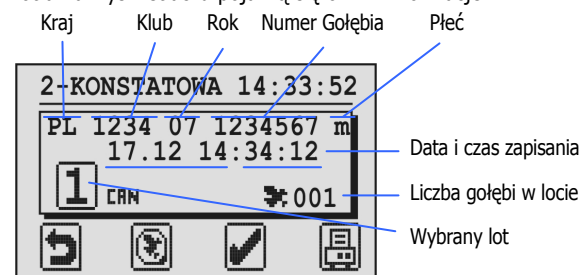 Kraj Klub Rok Numer Gołębia Płeć
2-KONSTATOWA 14:33:52
PL 1234 07 1234567 m
17.12 14:34:12 Data i czas zapisania
1 CAN 001 Liczba gołębi w locie
Wybrany lot